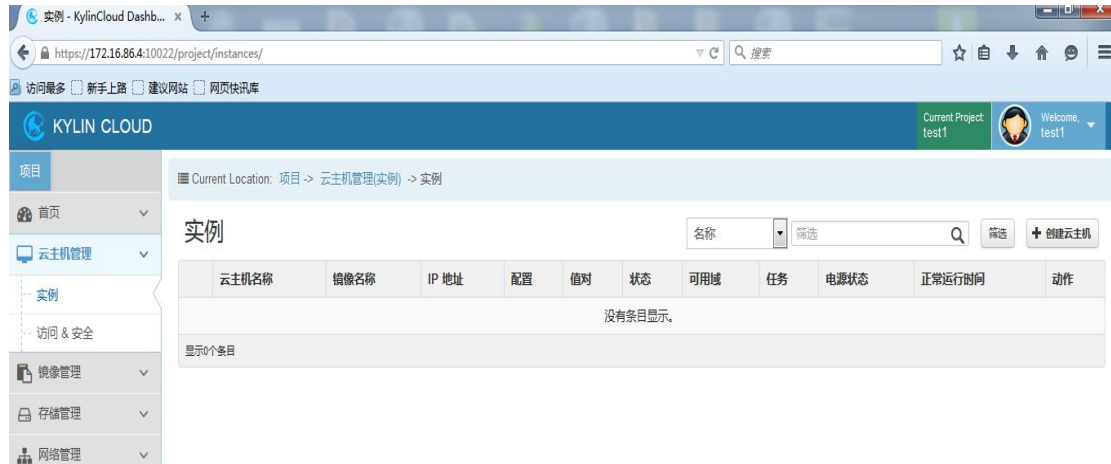 实例 - KylinCloud Dashb...
https://172.16.86.4:10022/project/instances/
搜索
访问最多 新手上路 建议网站 网页快讯库
KYLIN CLOUD
Current Project:
test1
Welcome,
test1
项目
Current Location: 项目 -> 云主机管理(实例) -> 实例
首页
云主机管理
实例
访问 & 安全
镜像管理
存储管理
网络管理
实例
名称 筛选 筛选 创建云主机
云主机名称 镜像名称 IP 地址 配置 值对 状态 可用域 任务 电源状态 正常运行时间 动作
没有条目显示。
显示0个条目